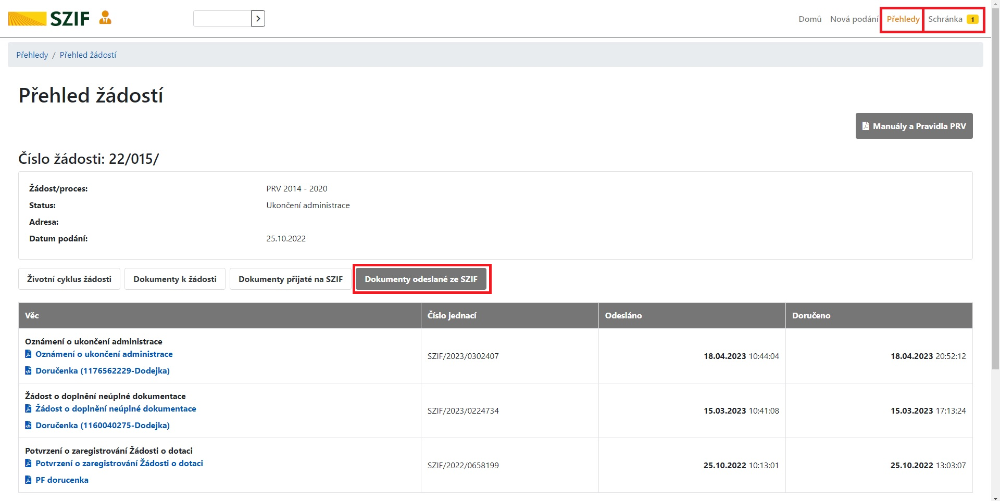 SZIF
Domů Nová podání Přehledy Schránka 1
Přehledy / Přehled žádostí
Přehled žádostí
Manuály a Pravidla PRV
Číslo žádosti: 22/015/
Žádost/proces: PRV 2014 - 2020
Status: Ukončení administrace
Adresa:
Datum podání: 25.10.2022
Životní cyklus žádosti Dokumenty k žádosti Dokumenty přijaté na SZIF Dokumenty odeslané ze SZIF
Věc Číslo jednací Odesláno Doručeno
Oznámení o ukončení administrace
Oznámení o ukončení administrace
Doručenka (1176562229-Dodejka)
SZIF/2023/0302407 18.04.2023 10:44:04 18.04.2023 20:52:12
Žádost o doplnění neúplné dokumentace
Žádost o doplnění neúplné dokumentace
Doručenka (1160040275-Dodejka)
SZIF/2023/0224734 15.03.2023 10:41:08 15.03.2023 17:13:24
Potvrzení o zaregistrování Žádosti o dotaci
Potvrzení o zaregistrování Žádosti o dotaci
PF dorucenka
SZIF/2022/0658199 25.10.2022 10:13:01 25.10.2022 13:03:07